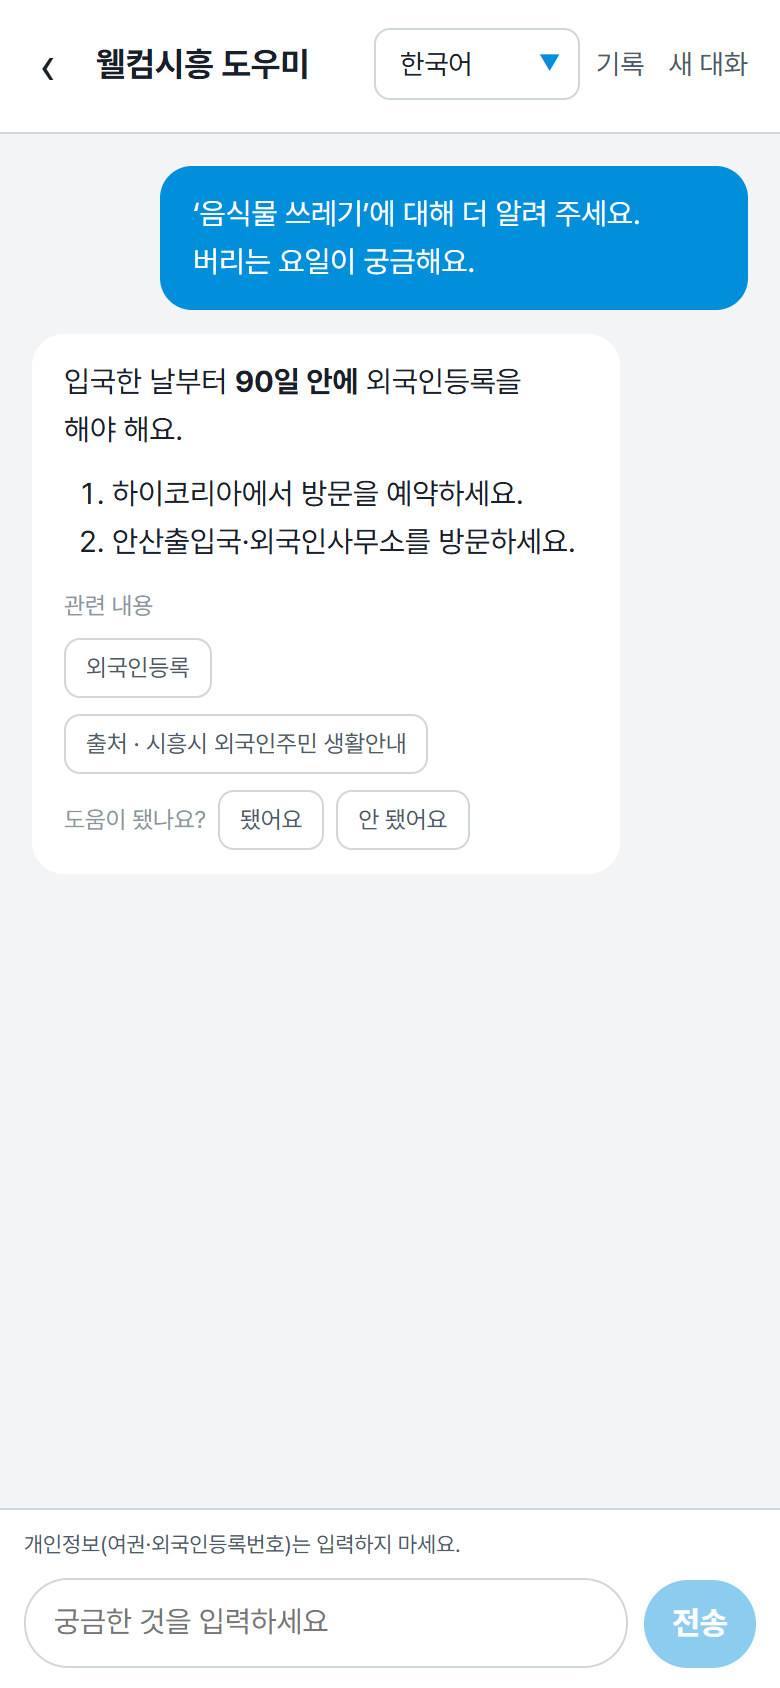 ‹ 웰컴시흥 도우미 한국어 ▼ 기록 새 대화
‘음식물 쓰레기’에 대해 더 알려 주세요.
버리는 요일이 궁금해요.
입국한 날부터 90일 안에 외국인등록을
해야 해요.
1. 하이코리아에서 방문을 예약하세요.
2. 안산출입국·외국인사무소를 방문하세요.
관련 내용
외국인등록
출처 · 시흥시 외국인주민 생활안내
도움이 됐나요? 됐어요 안 됐어요
개인정보(여권·외국인등록번호)는 입력하지 마세요.
궁금한 것을 입력하세요 전송